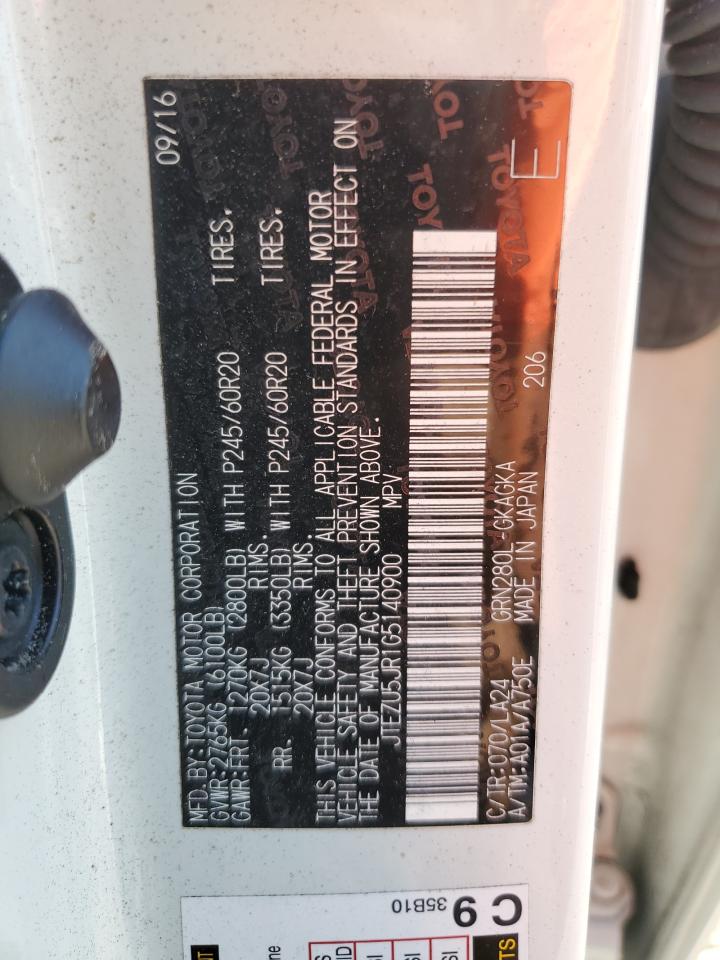 MFD.BY:TOYOTA MOTOR CORPORATION 09/16
GVWR:2765KG (6100LB)
GAWR:FRT. 1270KG (2800LB) WITH P245/60R20 TIRES.
20X7J RIMS.
RR. 1515KG (3350LB) WITH P245/60R20 TIRES.
20X7J RIMS.
THIS VEHICLE CONFORMS TO ALL APPLICABLE FEDERAL MOTOR
VEHICLE SAFETY AND THEFT PREVENTION STANDARDS IN EFFECT ON
THE DATE OF MANUFACTURE SHOWN ABOVE.
JTEZU5JR1G5140900 MPV
C/TR:070/LA24 GRN280L-GKAGKA
A/TM:A01A/A750E MADE IN JAPAN 206 E
TOYOTA
TOYOTA
C 9
35B10